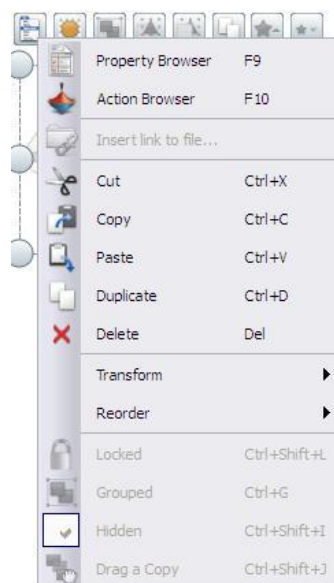 Property Browser F9
Action Browser F10
Insert link to file...
Cut Ctrl+X
Copy Ctrl+C
Paste Ctrl+V
Duplicate Ctrl+D
Delete Del
Transform
Reorder
Locked Ctrl+Shift+L
Grouped Ctrl+G
Hidden Ctrl+Shift+I
Drag a Copy Ctrl+Shift+J